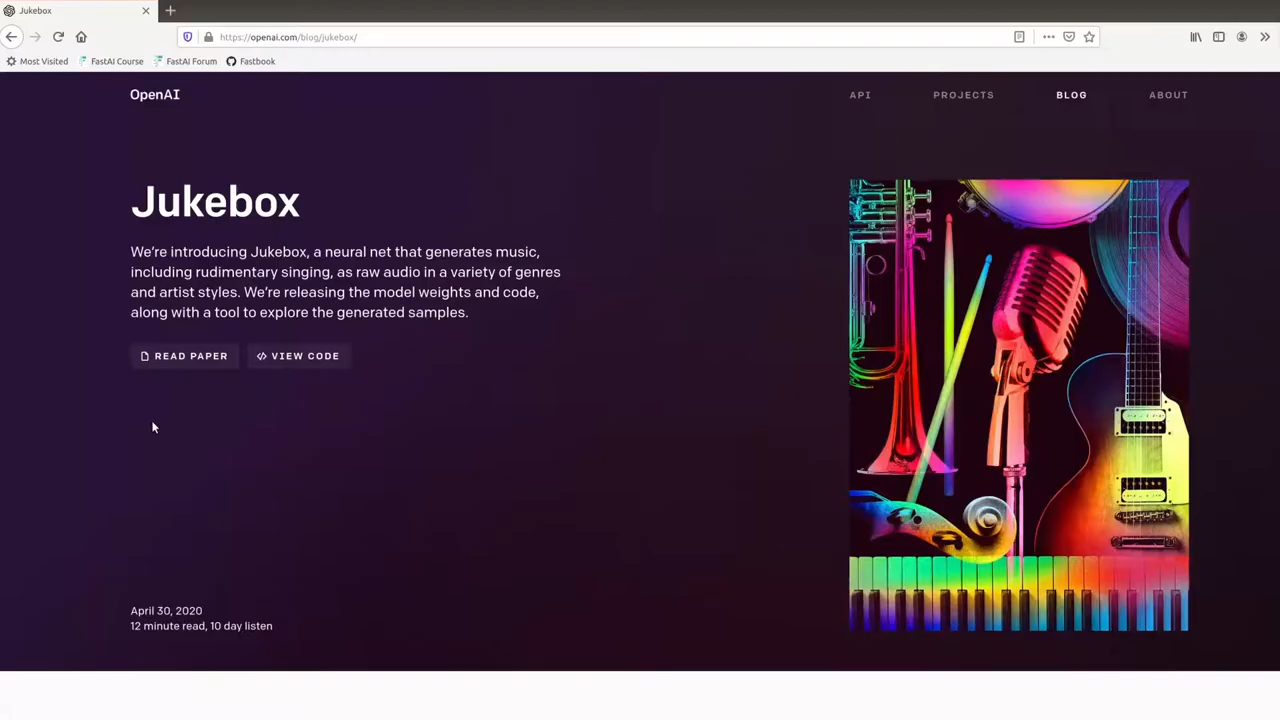 Jukebox
https://openai.com/blog/jukebox/
Most Visited FastAI Course FastAI Forum Fastbook
OpenAI API PROJECTS BLOG ABOUT
Jukebox
We're introducing Jukebox, a neural net that generates music,
including rudimentary singing, as raw audio in a variety of genres
and artist styles. We're releasing the model weights and code,
along with a tool to explore the generated samples.
READ PAPER VIEW CODE
April 30, 2020
12 minute read, 10 day listen